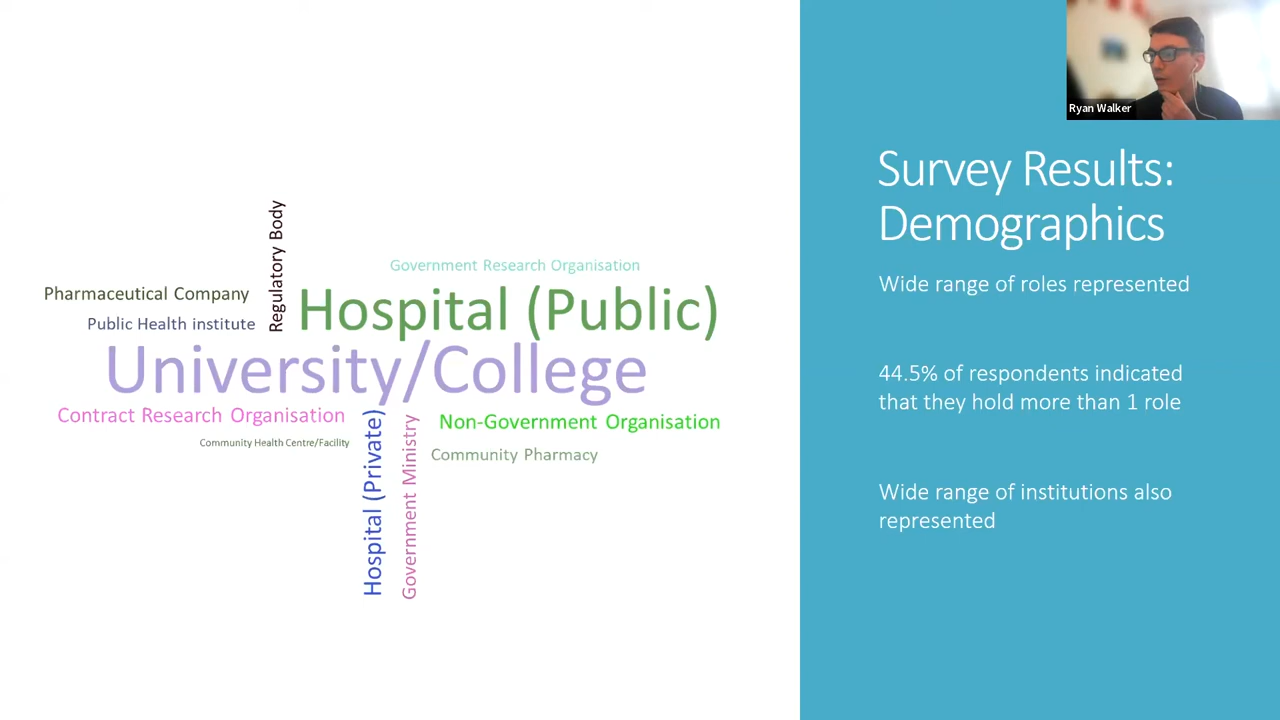 Ryan Walker
Survey Results:
Demographics
Wide range of roles represented
44.5% of respondents indicated
that they hold more than 1 role
Wide range of institutions also
represented
Regulatory Body
Government Research Organisation
Pharmaceutical Company
Hospital (Public)
Public Health institute
University/College
Contract Research Organisation
Non-Government Organisation
Community Health Centre/Facility
Community Pharmacy
Hospital (Private)
Government Ministry